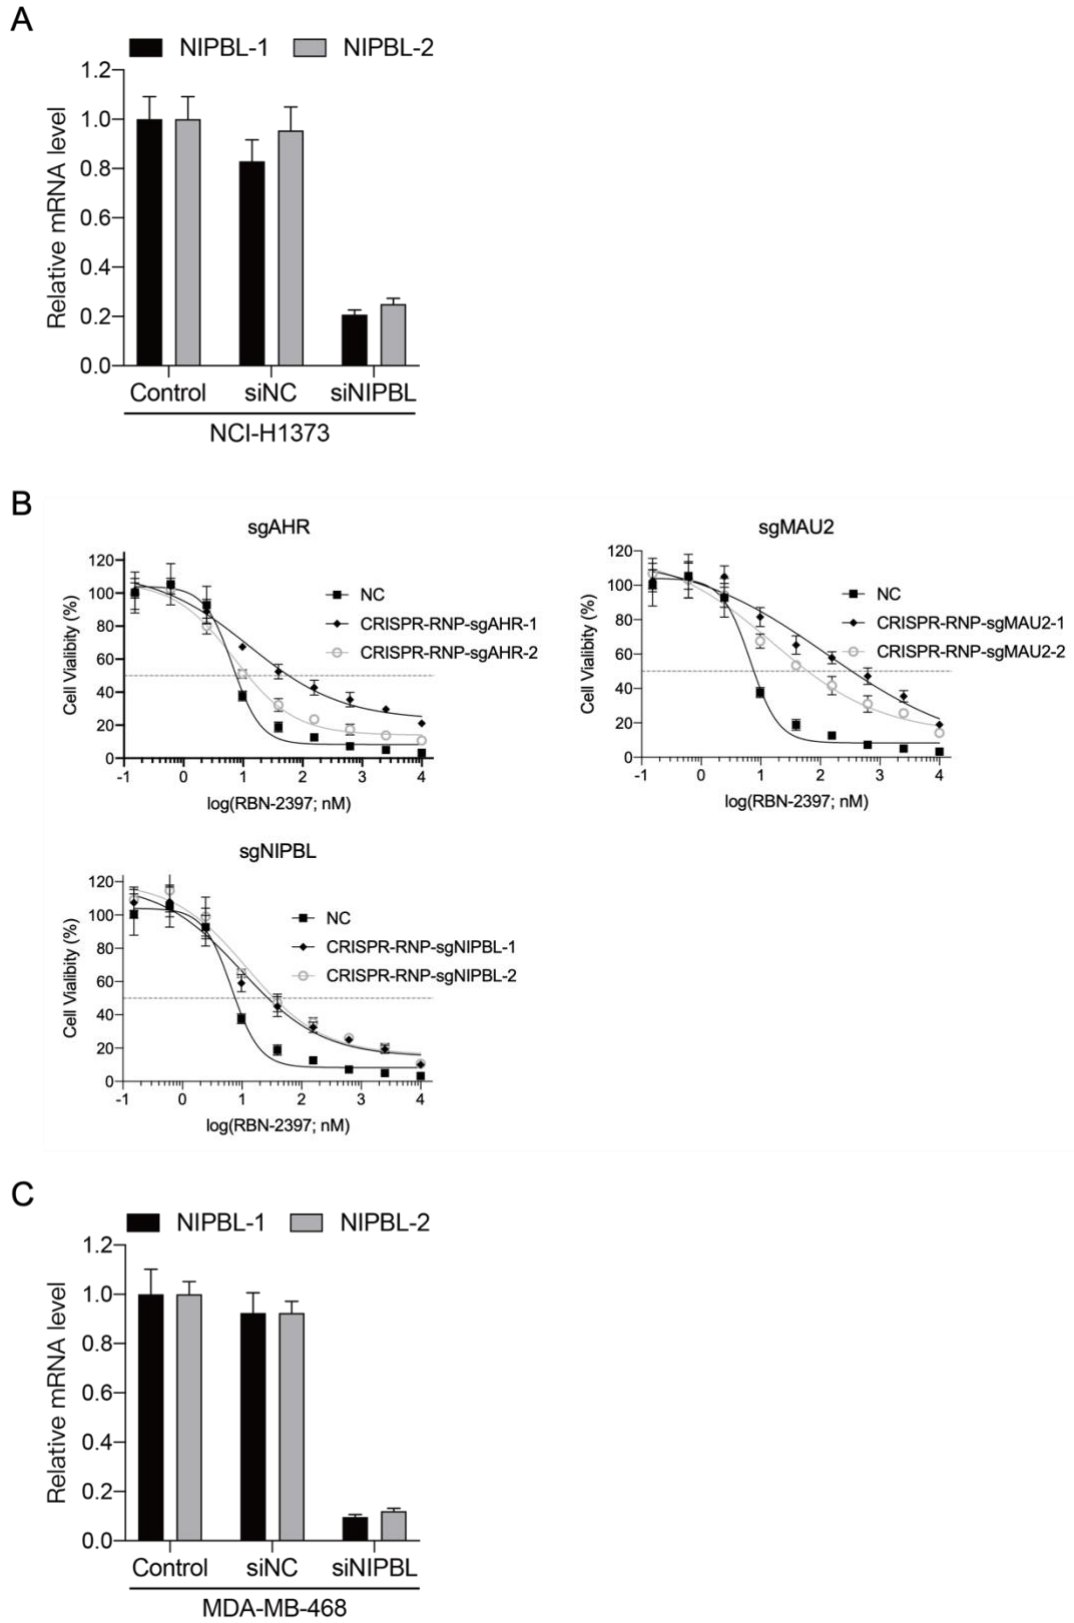 A
NIPBL-1 NIPBL-2
Relative mRNA level
1.2
1.0
0.8
0.6
0.4
0.2
0.0
Control siNC siNIPBL
NCI-H1373
B
sgAHR
Cell Vialibity (%)
120
100
80
60
40
20
0
NC
CRISPR-RNP-sgAHR-1
CRISPR-RNP-sgAHR-2
-1 0 1 2 3 4
log(RBN-2397; nM)
sgMAU2
Cell Vialibity (%)
120
100
80
60
40
20
0
NC
CRISPR-RNP-sgMAU2-1
CRISPR-RNP-sgMAU2-2
-1 0 1 2 3 4
log(RBN-2397; nM)
sgNIPBL
Cell Vialibity (%)
120
100
80
60
40
20
0
NC
CRISPR-RNP-sgNIPBL-1
CRISPR-RNP-sgNIPBL-2
-1 0 1 2 3 4
log(RBN-2397; nM)
C
NIPBL-1 NIPBL-2
Relative mRNA level
1.2
1.0
0.8
0.6
0.4
0.2
0.0
Control siNC siNIPBL
MDA-MB-468